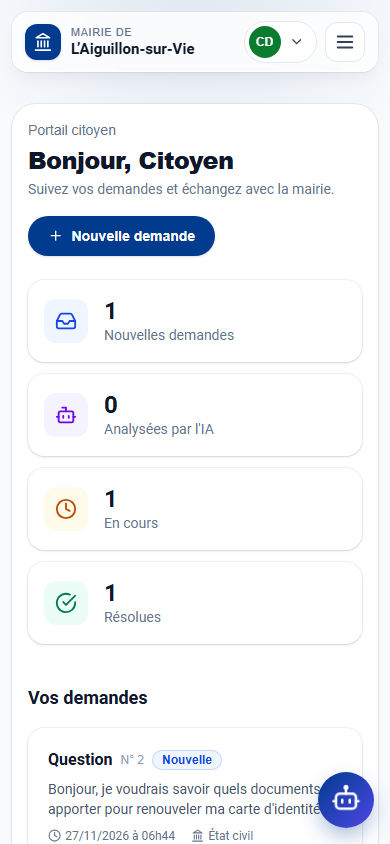 MAIRIE DE
L'Aiguillon-sur-Vie
CD
Portail citoyen
Bonjour, Citoyen
Suivez vos demandes et échangez avec la mairie.
Nouvelle demande
1
Nouvelles demandes
0
Analysées par l'IA
1
En cours
1
Résolues
Vos demandes
Question N° 2 Nouvelle
Bonjour, je voudrais savoir quels documents
apporter pour renouveler ma carte d'identité
27/11/2026 à 06h44 État civil